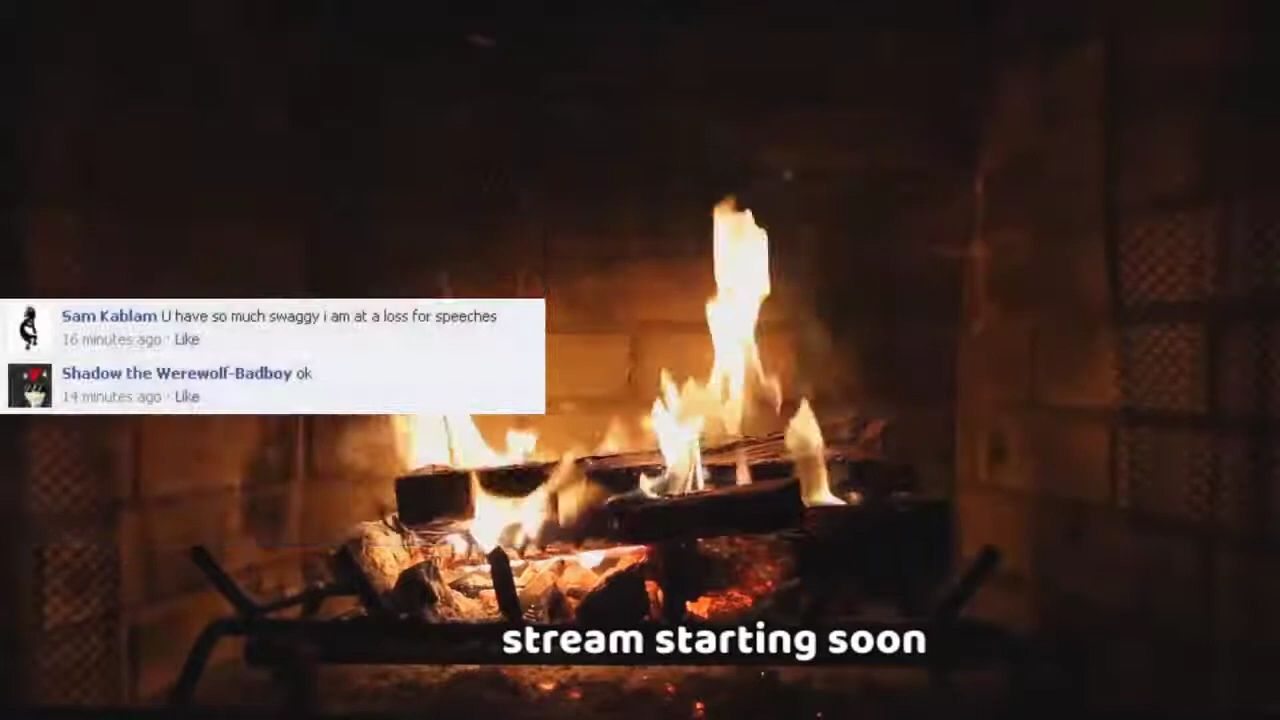 Sam Kablam U have so much swaggy i am at a loss for speeches
16 minutes ago · Like
Shadow the Werewolf-Badboy ok
14 minutes ago · Like
stream starting soon